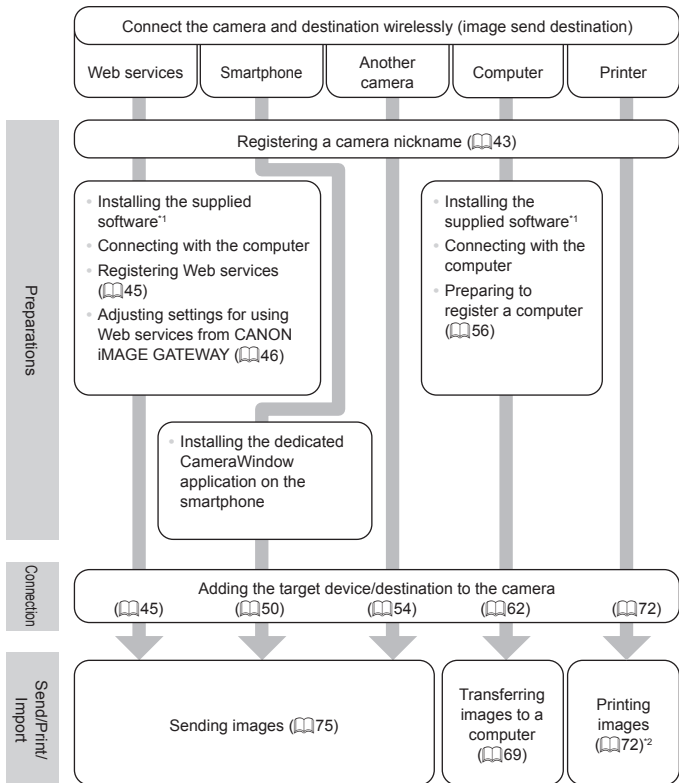 Connect the camera and destination wirelessly (image send destination)
Web services
Smartphone
Another
camera
Computer
Printer
Preparations
Registering a camera nickname (43)
• Installing the supplied
software*1
• Connecting with the computer
• Registering Web services
(45)
• Adjusting settings for using
Web services from CANON
iMAGE GATEWAY (46)
• Installing the
supplied software*1
• Connecting with the
computer
• Preparing to
register a computer
(56)
• Installing the dedicated
CameraWindow
application on the
smartphone
Connection
Adding the target device/destination to the camera
(45)
(50)
(54)
(62)
(72)
Send/Print/
Import
Sending images (75)
Transferring
images to a
computer
(69)
Printing
images
(72)*2